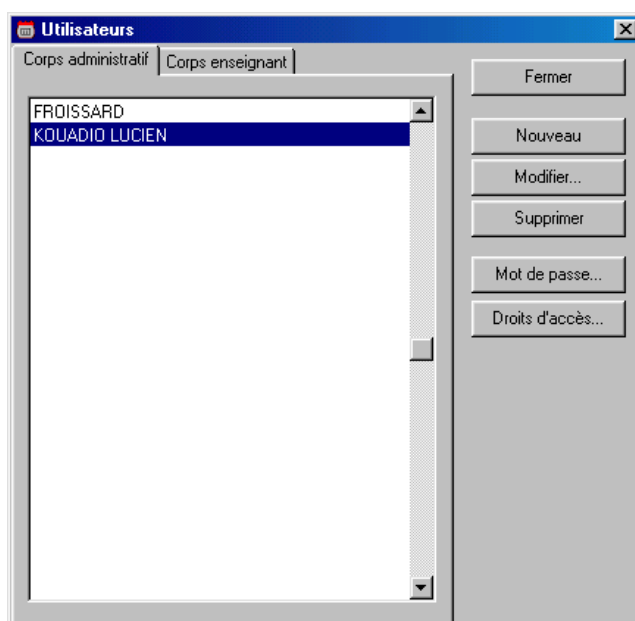 Utilisateurs
Corps administratif
Corps enseignant
FROISSARD
KOUADIO LUCIEN
Fermer
Nouveau
Modifier...
Supprimer
Mot de passe...
Droits d'accès...